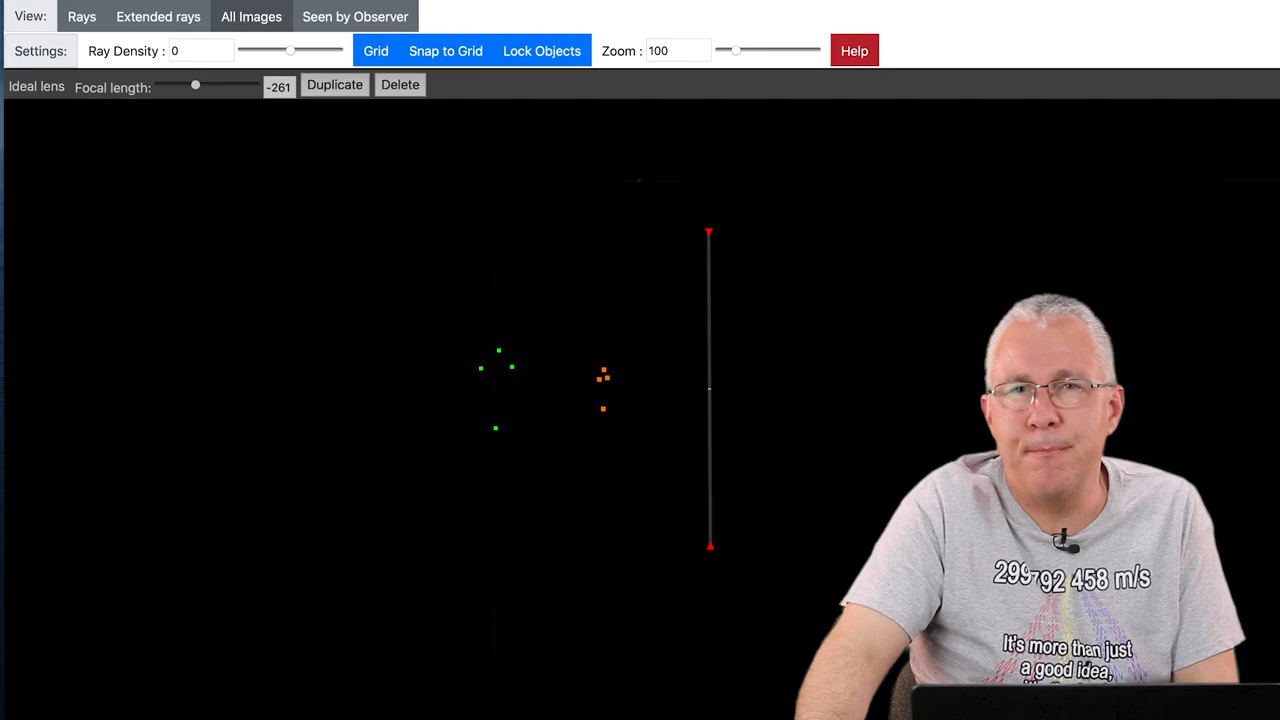 View: Rays Extended rays All Images Seen by Observer
Settings: Ray Density : 0 Grid Snap to Grid Lock Objects Zoom : 100 Help
Ideal lens Focal length: -261 Duplicate Delete
299 792 458 m/s
It's more than just
a good idea,